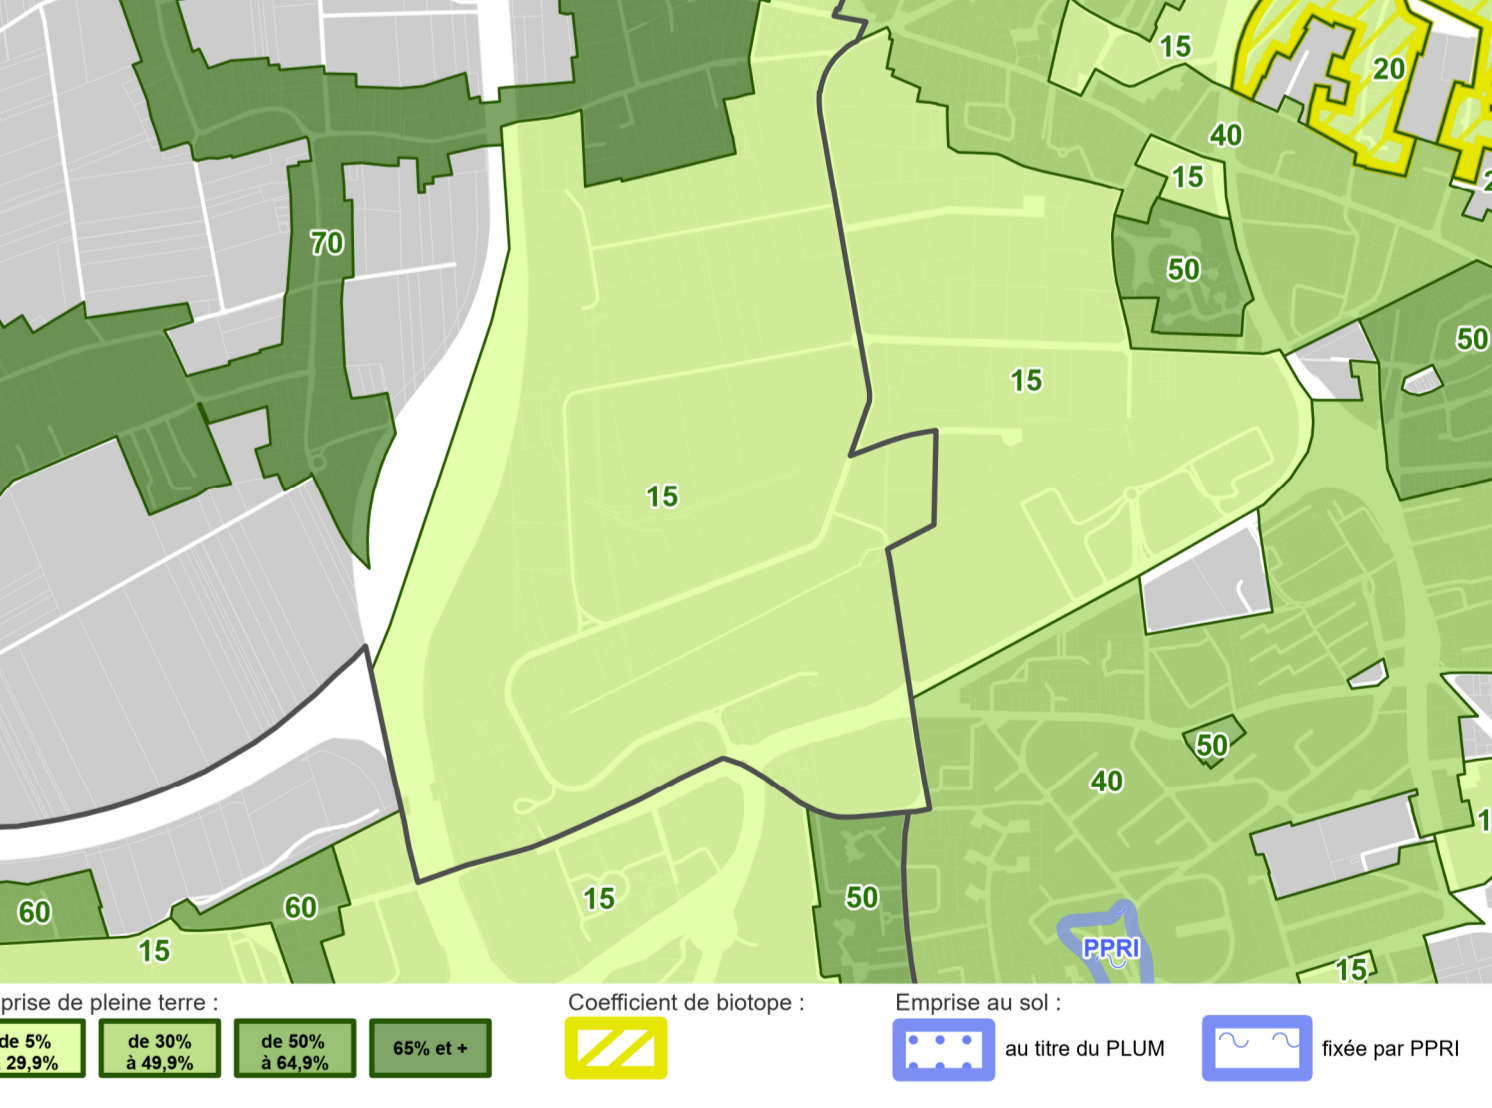 15
20
40
15
70
50
50
15
15
50
40
15
60
60
50
PPRI
15
15
prise de pleine terre :
Coefficient de biotope :
Emprise au sol :
de 5%
29,9%
de 30%
à 49,9%
de 50%
à 64,9%
65% et +
au titre du PLUM
fixée par PPRI